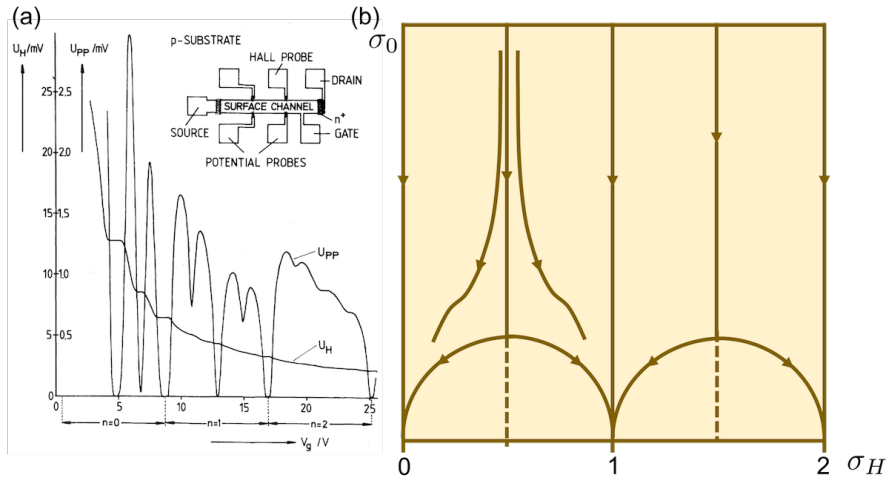 (a)
U_H/mV U_PP/mV
p-SUBSTRATE
HALL PROBE
DRAIN
SURFACE CHANNEL
n+
SOURCE
GATE
POTENTIAL PROBES
25 2.5
20 2.0
15 1.5
10 1.0
5 0.5
0 0
U_PP
U_H
0 5 10 15 20 25
n=0 n=1 n=2
V_g / V
(b)
σ_0
0 1 2 σ_H